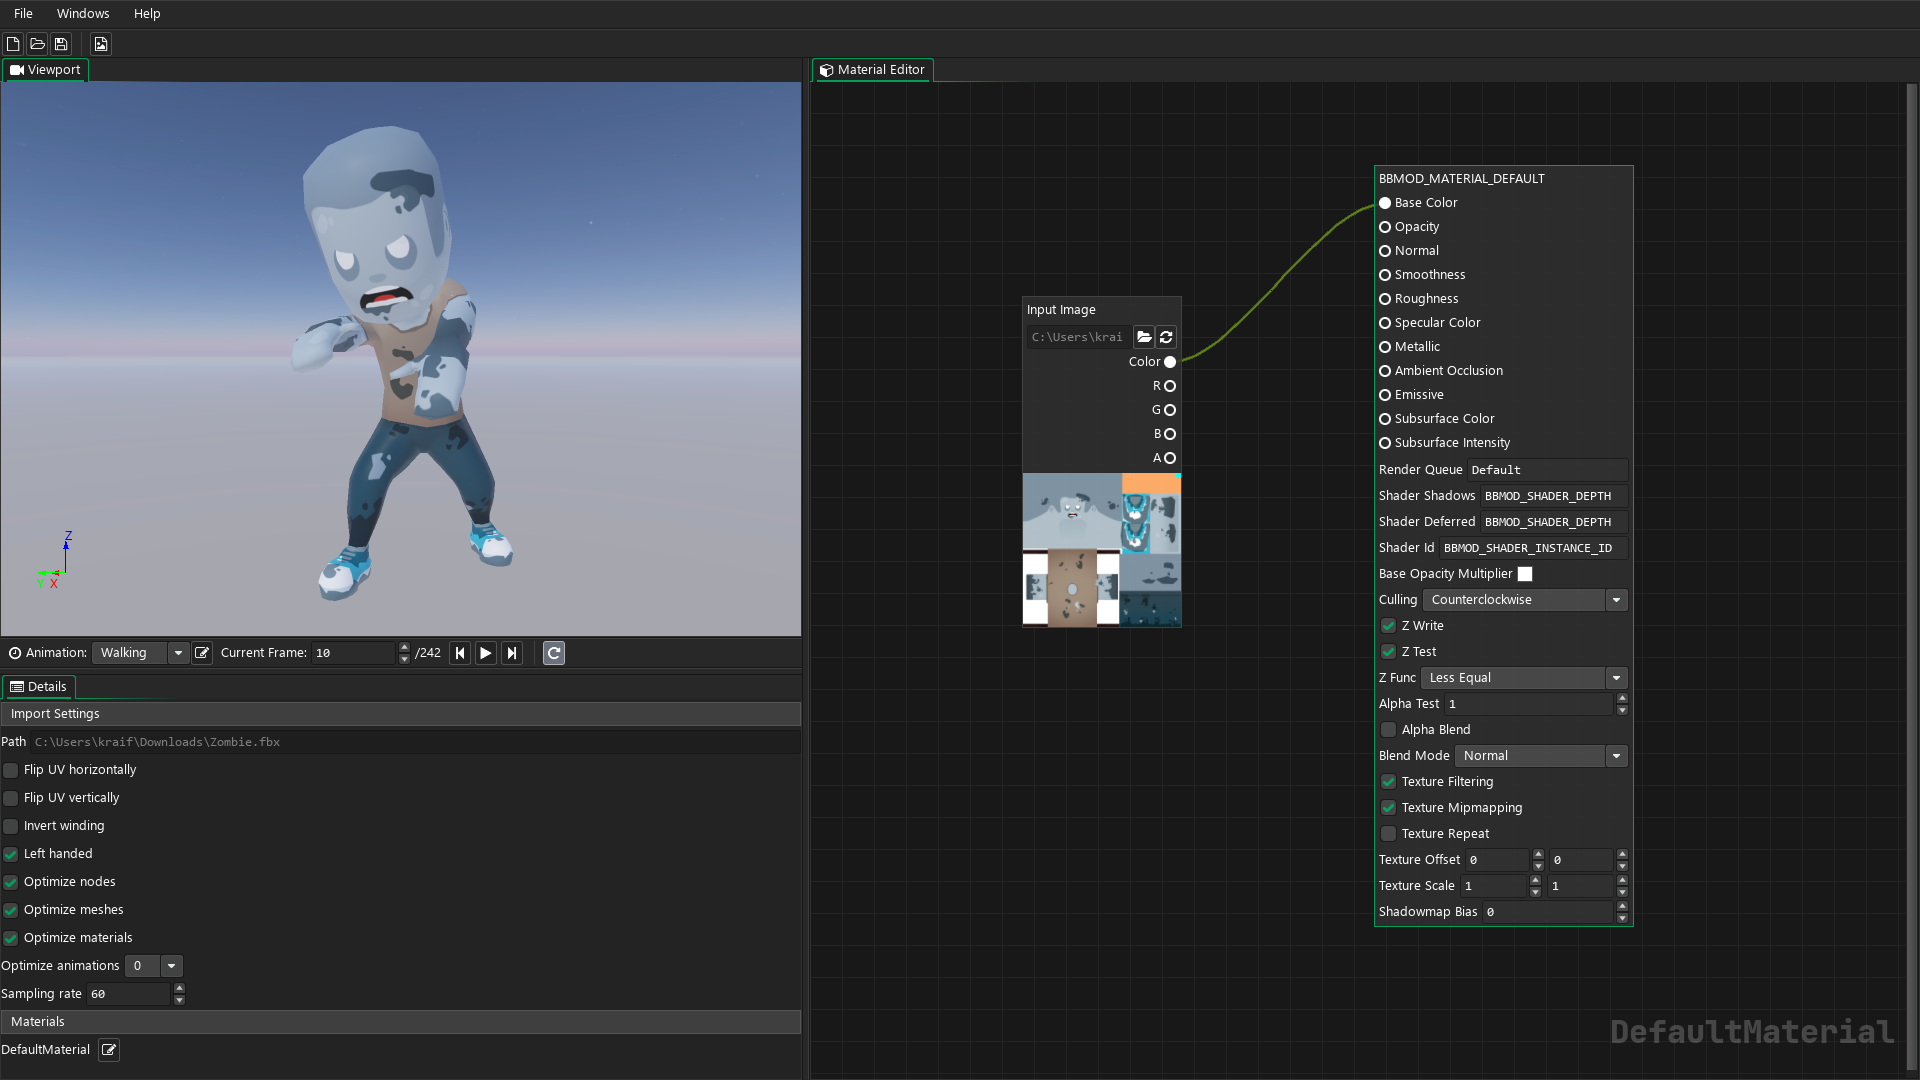 File Windows Help
Viewport
Z
Y X
Animation: Walking Current Frame: 10 /242
Details
Import Settings
Path C:\Users\kraif\Downloads\Zombie.fbx
Flip UV horizontally
Flip UV vertically
Invert winding
Left handed
Optimize nodes
Optimize meshes
Optimize materials
Optimize animations 0
Sampling rate 60
Materials
DefaultMaterial
Material Editor
Input Image
C:\Users\krai
Color
R
G
B
A
BBMOD_MATERIAL_DEFAULT
Base Color
Opacity
Normal
Smoothness
Roughness
Specular Color
Metallic
Ambient Occlusion
Emissive
Subsurface Color
Subsurface Intensity
Render Queue Default
Shader Shadows BBMOD_SHADER_DEPTH
Shader Deferred BBMOD_SHADER_DEPTH
Shader Id BBMOD_SHADER_INSTANCE_ID
Base Opacity Multiplier
Culling Counterclockwise
Z Write
Z Test
Z Func Less Equal
Alpha Test 1
Alpha Blend
Blend Mode Normal
Texture Filtering
Texture Mipmapping
Texture Repeat
Texture Offset 0 0
Texture Scale 1 1
Shadowmap Bias 0
DefaultMaterial